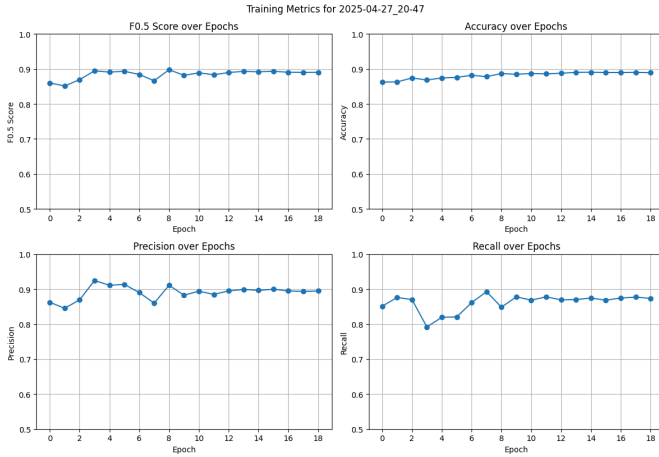 Training Metrics for 2025-04-27_20-47
F0.5 Score over Epochs
1.0
0.9
0.8
0.7
0.6
0.5
F0.5 Score
0 2 4 6 8 10 12 14 16 18
Epoch
Accuracy over Epochs
1.0
0.9
0.8
0.7
0.6
0.5
Accuracy
0 2 4 6 8 10 12 14 16 18
Epoch
Precision over Epochs
1.0
0.9
0.8
0.7
0.6
0.5
Precision
0 2 4 6 8 10 12 14 16 18
Epoch
Recall over Epochs
1.0
0.9
0.8
0.7
0.6
0.5
Recall
0 2 4 6 8 10 12 14 16 18
Epoch